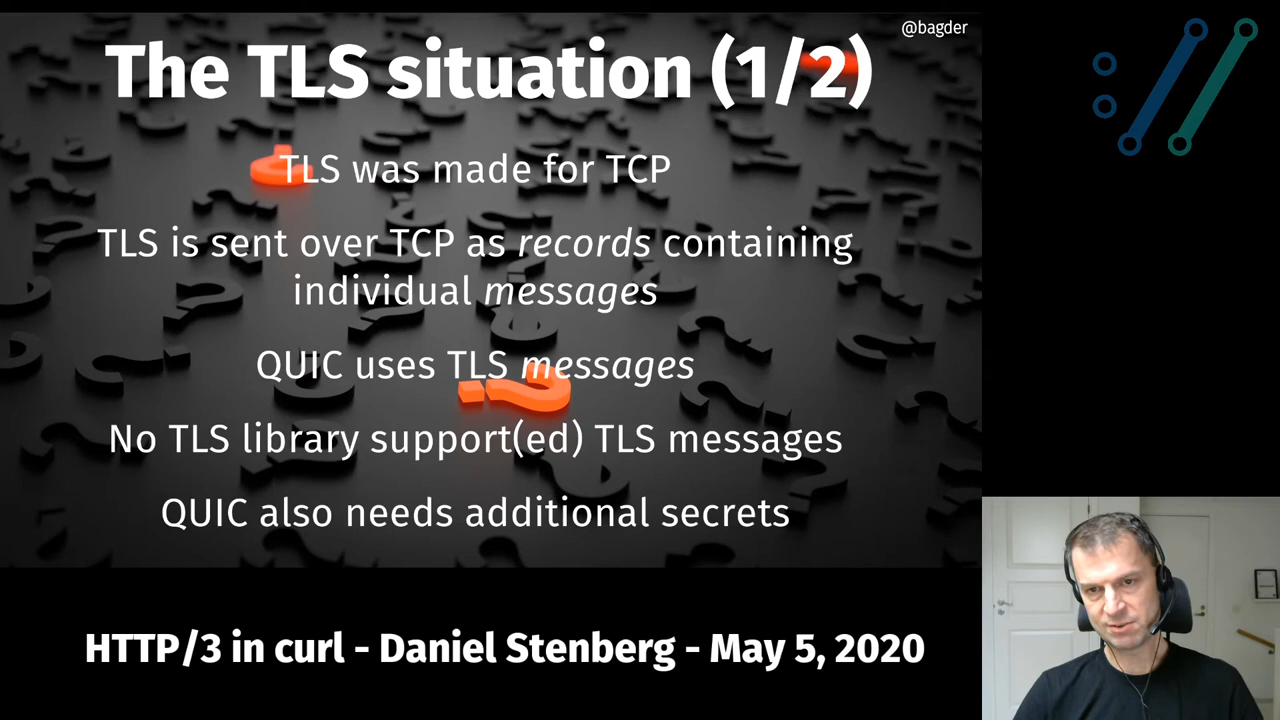 @bagder
The TLS situation (1/2)
TLS was made for TCP
TLS is sent over TCP as records containing
individual messages
QUIC uses TLS messages
No TLS library support(ed) TLS messages
QUIC also needs additional secrets
HTTP/3 in curl - Daniel Stenberg - May 5, 2020